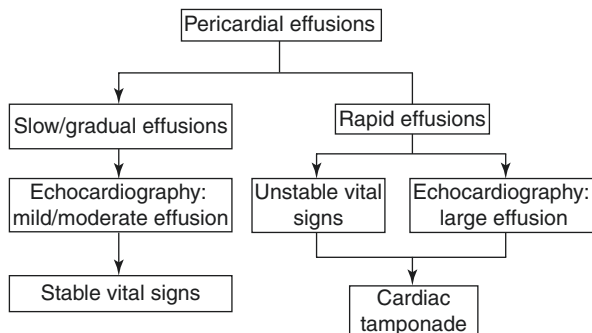 Pericardial effusions
Slow/gradual effusions
Rapid effusions
Echocardiography:
mild/moderate effusion
Unstable vital
signs
Echocardiography:
large effusion
Stable vital signs
Cardiac
tamponade